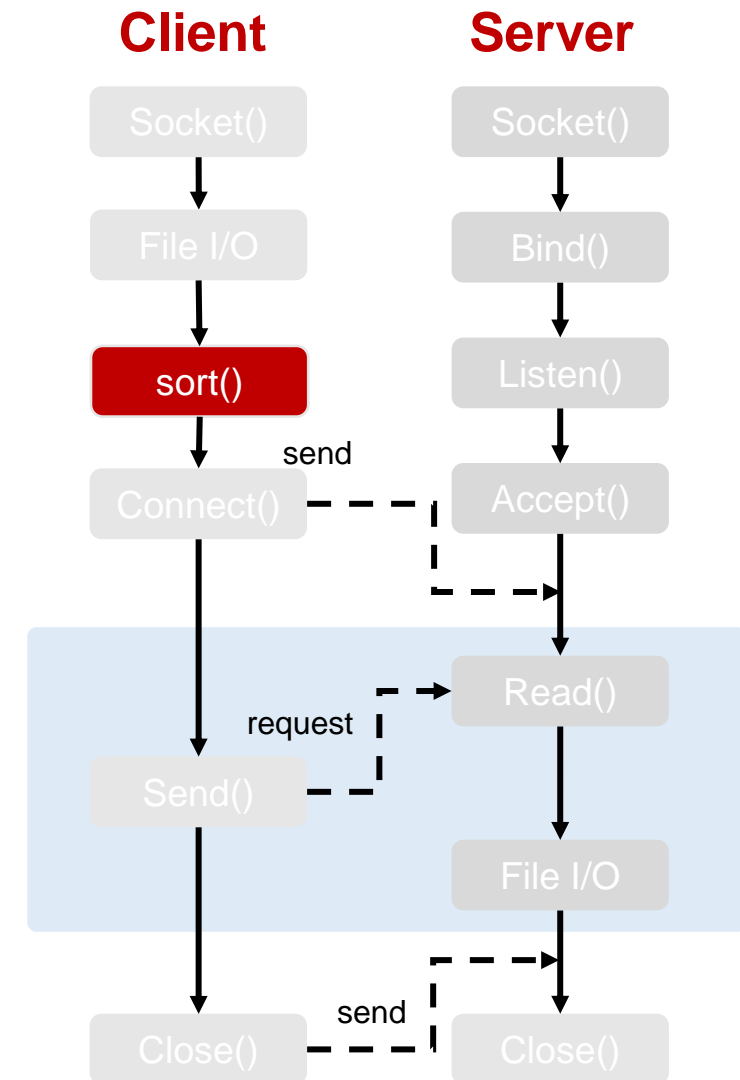 Client
Server
Socket()
Socket()
File I/O
Bind()
sort()
Listen()
send
Connect()
Accept()
Read()
request
Send()
File I/O
send
Close()
Close()